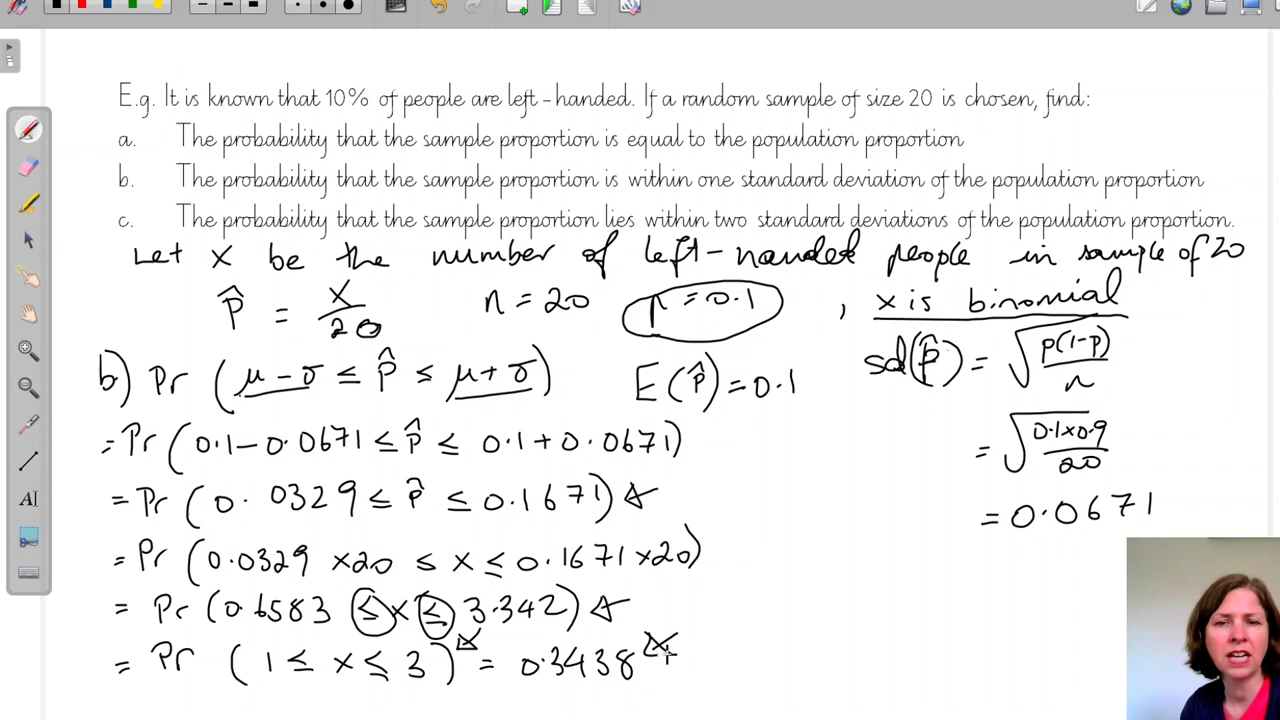 E.g. It is known that 10% of people are left-handed. If a random sample of size 20 is chosen, find:
a. The probability that the sample proportion is equal to the population proportion
b. The probability that the sample proportion is within one standard deviation of the population proportion
c. The probability that the sample proportion lies within two standard deviations of the population proportion.
Let X be the number of left-handed people in sample of 20
P̂ = X/20 n = 20 p = 0.1, X is binomial
b) Pr (μ-σ ≤ P̂ ≤ μ+σ) E(P̂) = 0.1 sd(P̂) = √(p(1-p)/n)
= Pr (0.1-0.0671 ≤ P̂ ≤ 0.1+0.0671) = √(0.1×0.9/20)
= Pr (0.0329 ≤ P̂ ≤ 0.1671) A = 0.0671
= Pr (0.0329 ×20 ≤ X ≤ 0.1671×20)
= Pr (0.6583 ≤ X ≤ 3.342) A
= Pr (1 ≤ X ≤ 3) = 0.3438
AI